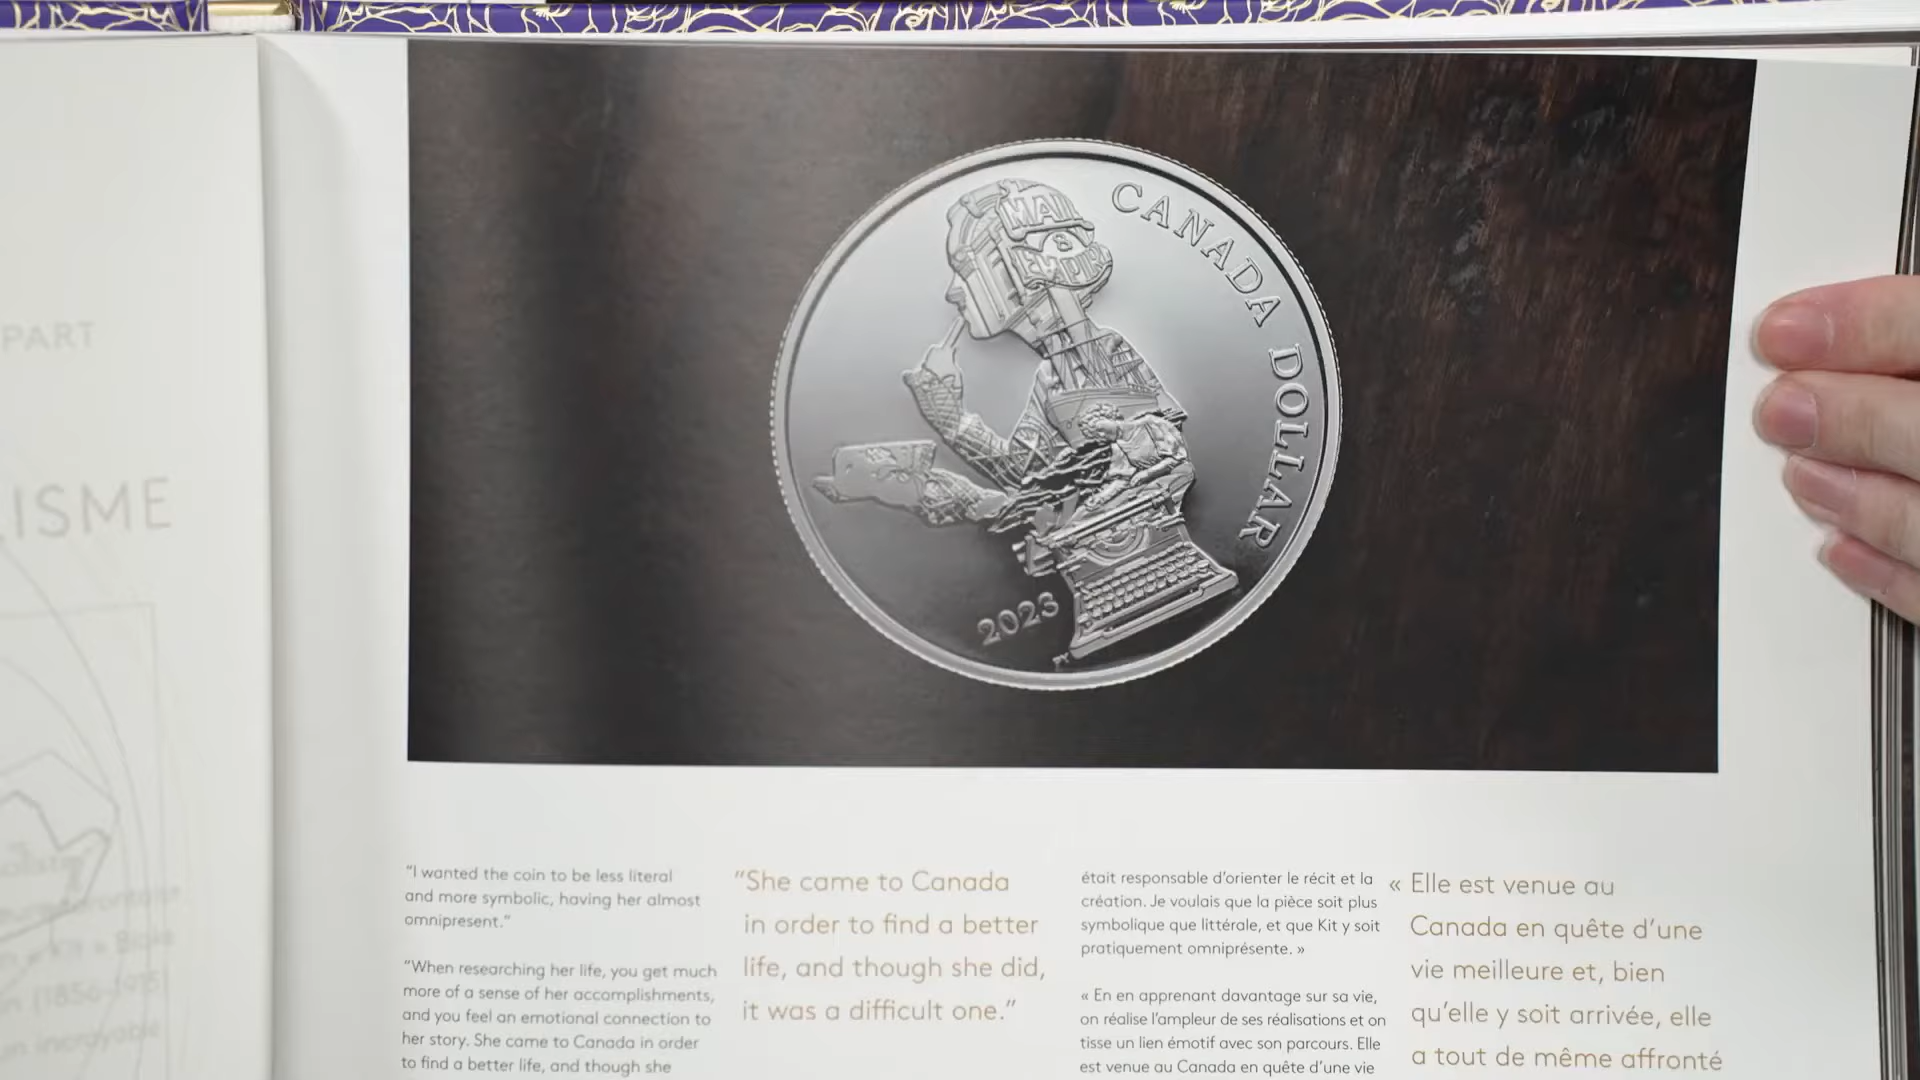 PART
LISME
(1856-1915)
MAIL
&
EMPIRE
CANADA DOLLAR
2023
PY
"I wanted the coin to be less literal
and more symbolic, having her almost
omnipresent."
"When researching her life, you get much
more of a sense of her accomplishments,
and you feel an emotional connection to
her story. She came to Canada in order
to find a better life, and though she
"She came to Canada
in order to find a better
life, and though she did,
it was a difficult one."
était responsable d'orienter le récit et la
création. Je voulais que la pièce soit plus
symbolique que littérale, et que Kit y soit
pratiquement omniprésente. »
« En en apprenant davantage sur sa vie,
on réalise l'ampleur de ses réalisations et on
tisse un lien émotif avec son parcours. Elle
est venue au Canada en quête d'une vie
« Elle est venue au
Canada en quête d'une
vie meilleure et, bien
qu'elle y soit arrivée, elle
a tout de même affronté